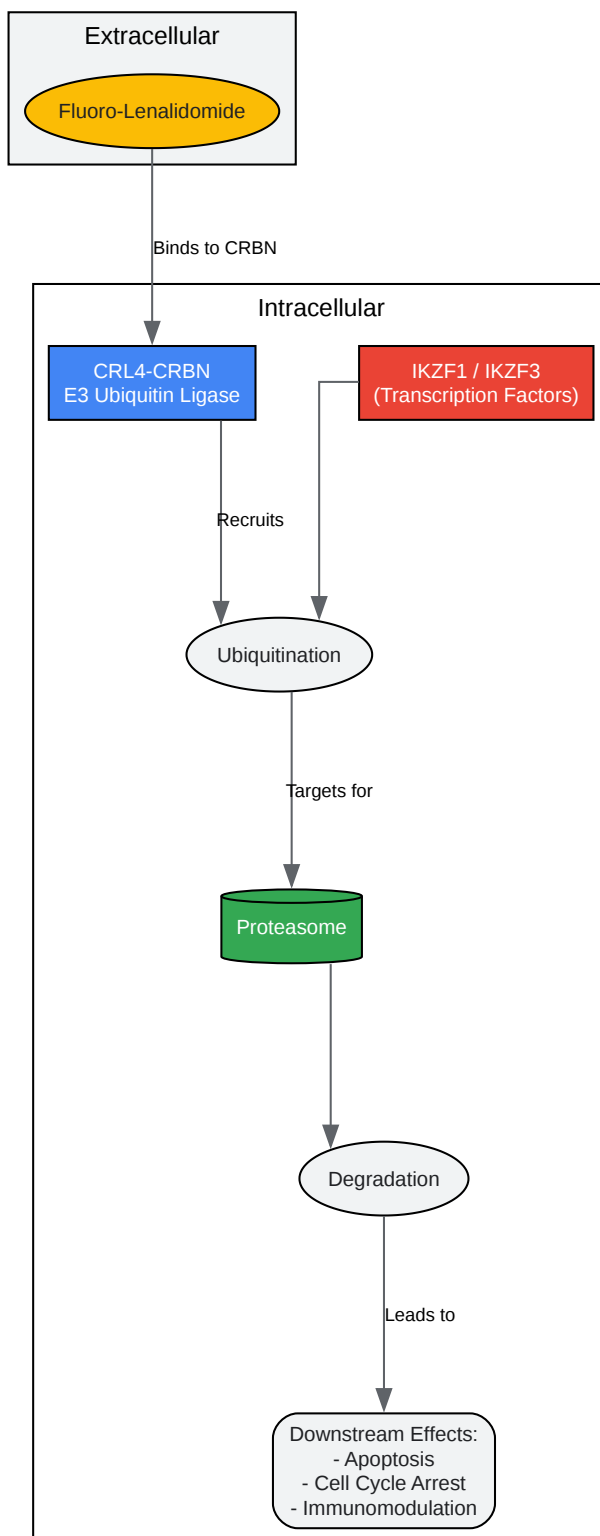 Extracellular
Fluoro-Lenalidomide
Binds to CRBN
Intracellular
CRL4-CRBN
E3 Ubiquitin Ligase
IKZF1 / IKZF3
(Transcription Factors)
Recruits
Ubiquitination
Targets for
Proteasome
Degradation
Leads to
Downstream Effects:
- Apoptosis
- Cell Cycle Arrest
- Immunomodulation